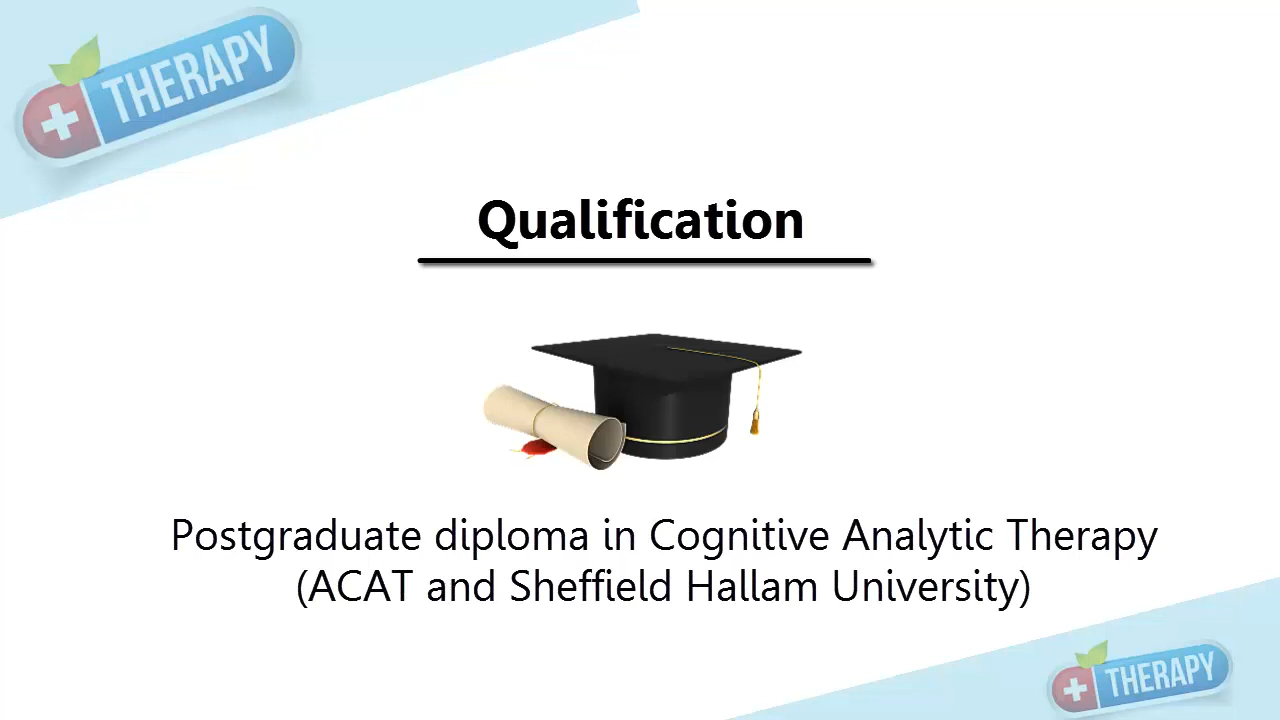 THERAPY
Qualification
Postgraduate diploma in Cognitive Analytic Therapy
(ACAT and Sheffield Hallam University)
THERAPY